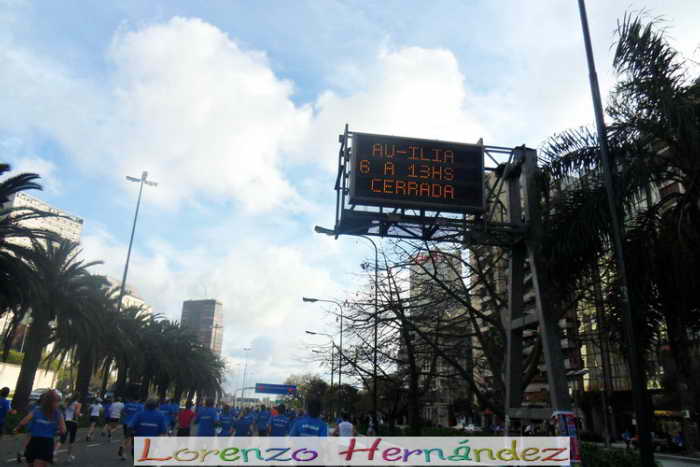 AU-ILIA
6 A 13HS
CERRADA
Lorenzo Hernández